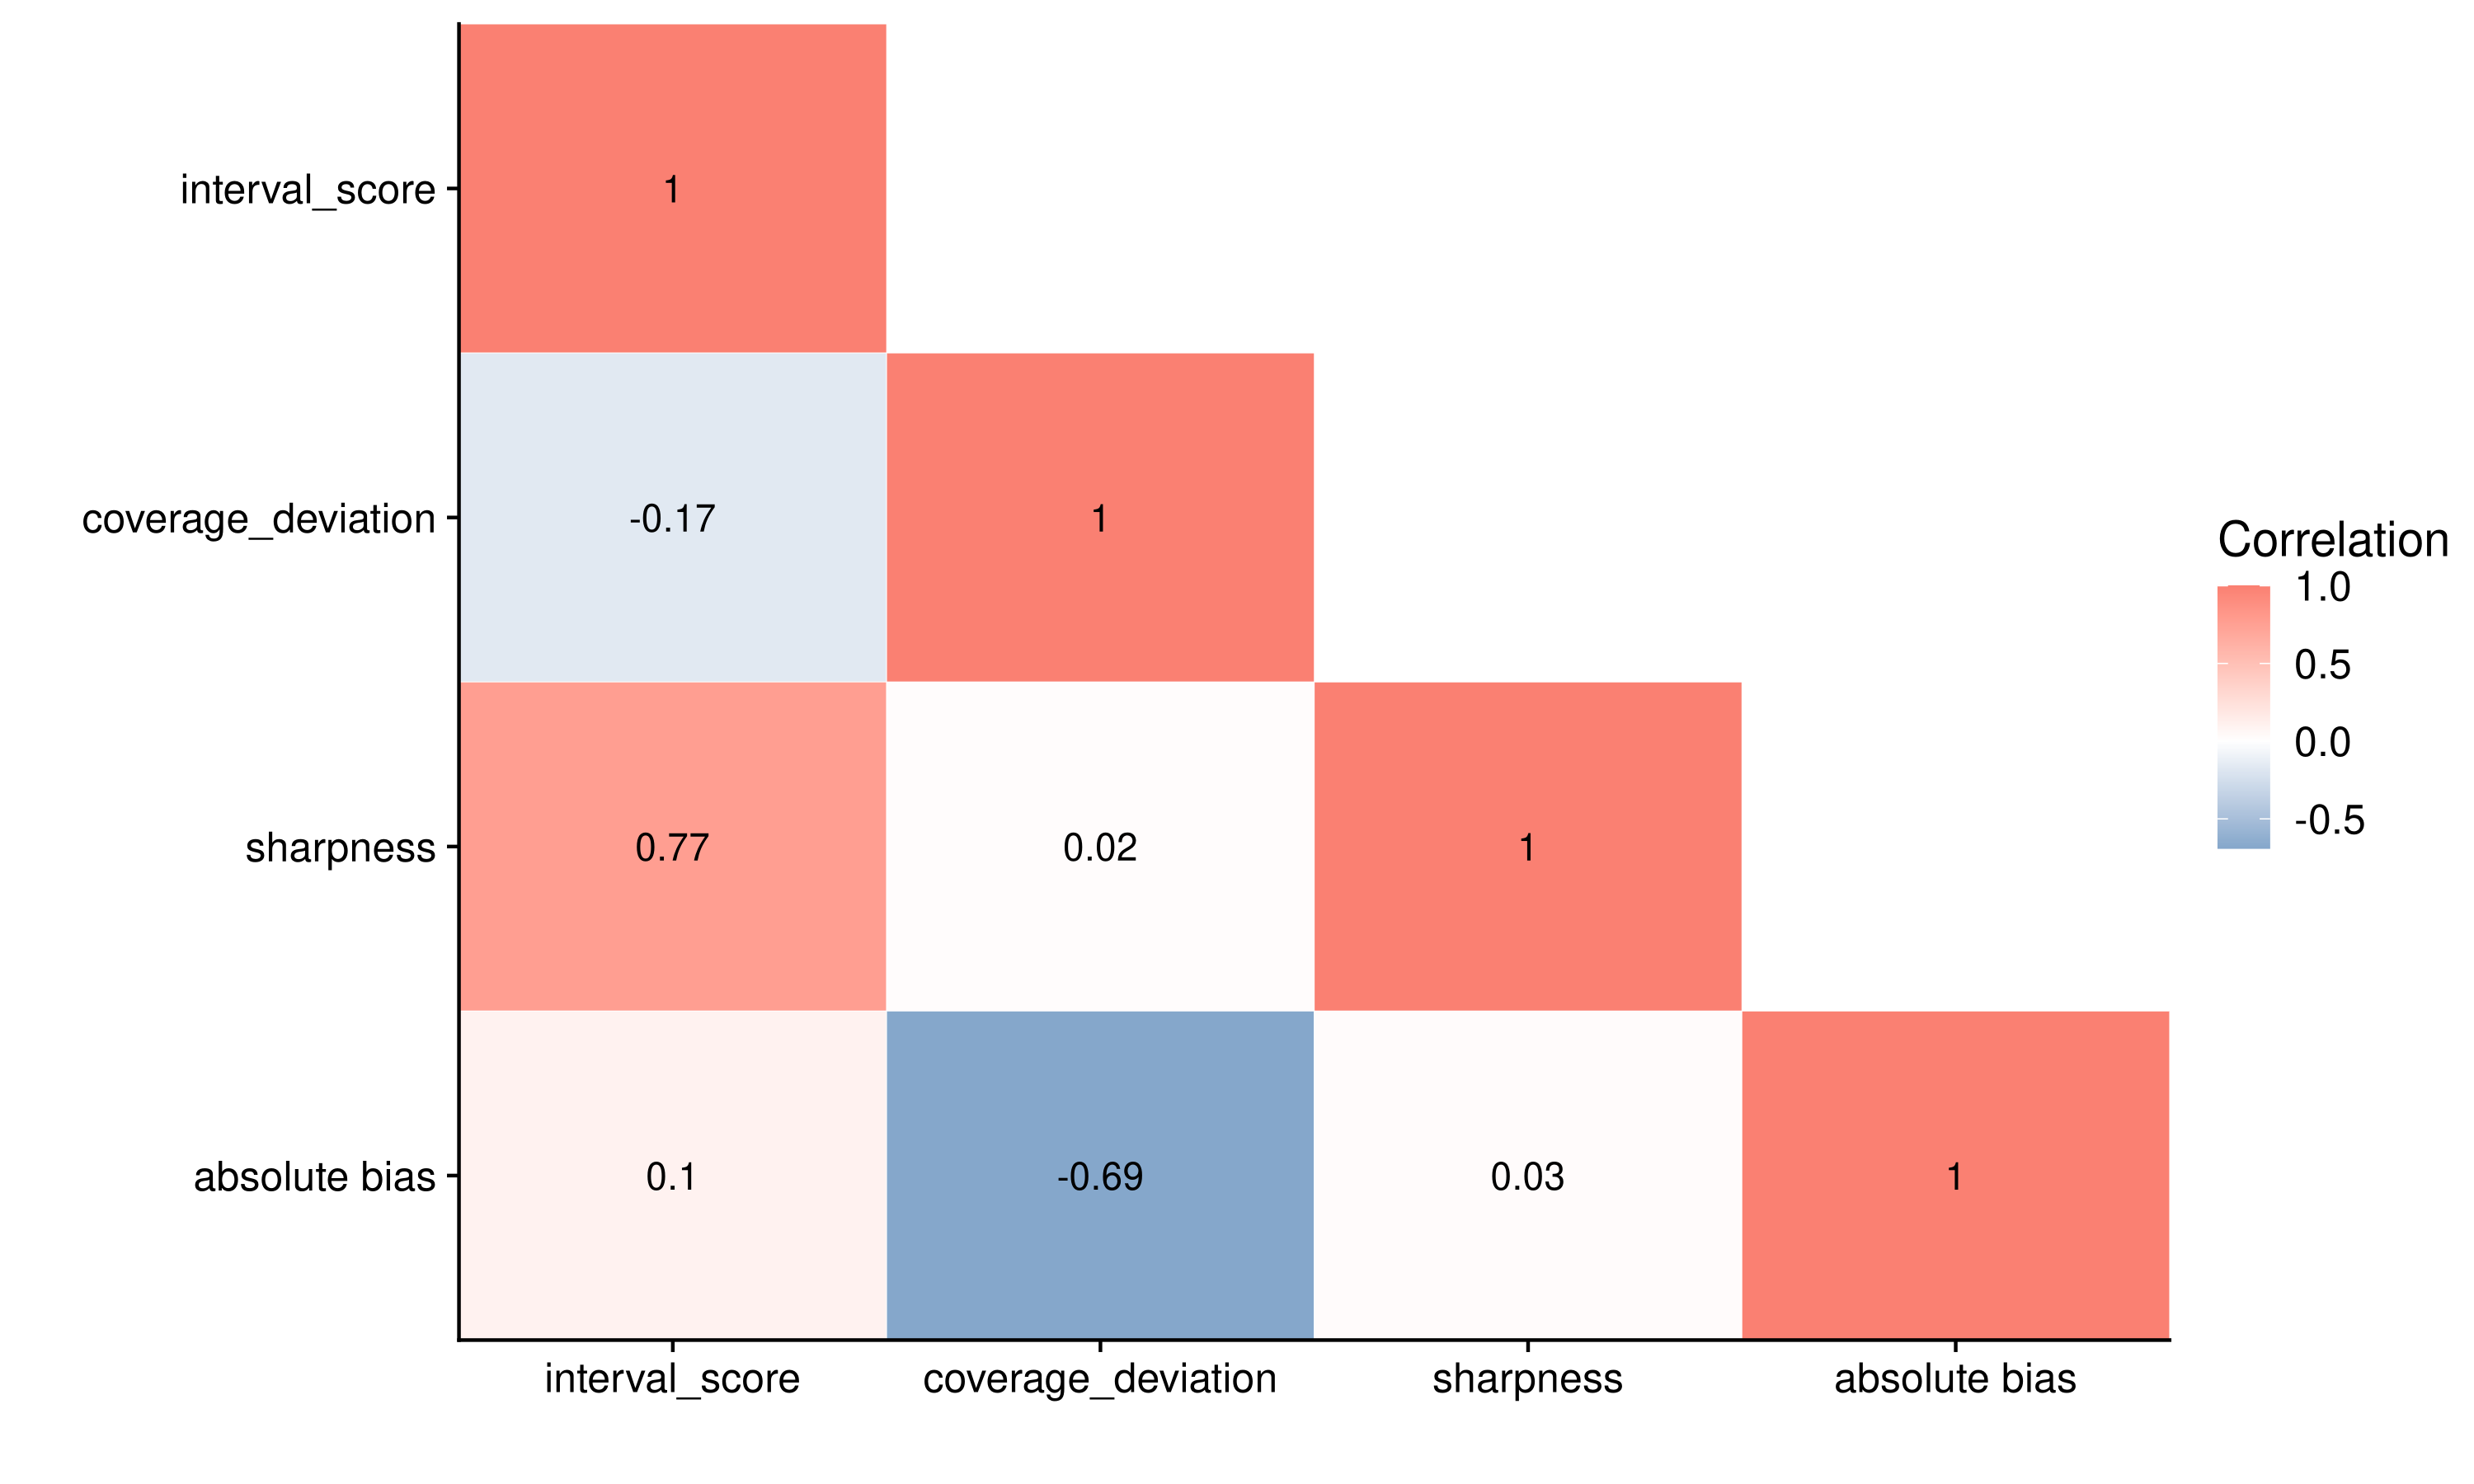 interval_score
1
coverage_deviation
-0.17
1
Correlation
1.0
0.5
0.0
-0.5
sharpness
0.77
0.02
1
absolute bias
0.1
-0.69
0.03
1
interval_score
coverage_deviation
sharpness
absolute bias